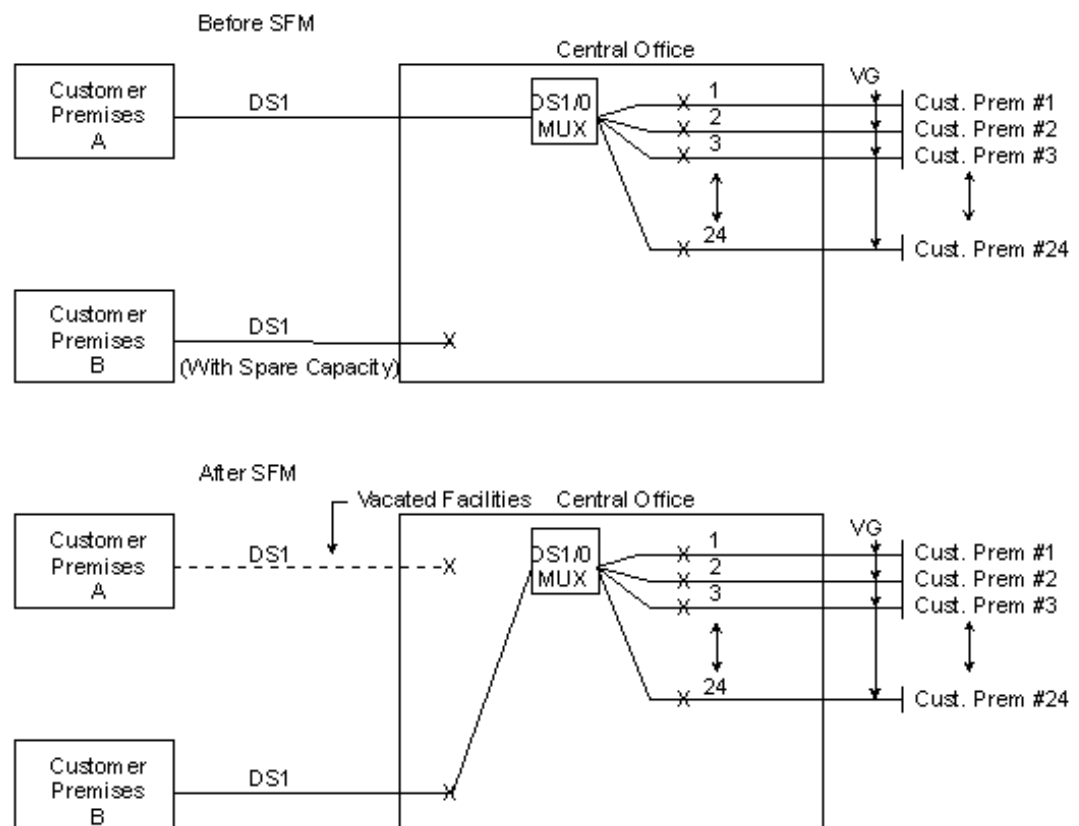 Before SFM
Central Office
Customer
Premises
A
DS1
DS1/0
MUX
1
2
3
24
VG
Cust. Prem #1
Cust. Prem #2
Cust. Prem #3
Cust. Prem #24
Customer
Premises
B
DS1
(With Spare Capacity)
X
X
X
X
X
After SFM
Vacated Facilities
Central Office
Customer
Premises
A
DS1
X
DS1/0
MUX
1
2
3
24
X
X
X
X
VG
Cust. Prem #1
Cust. Prem #2
Cust. Prem #3
Cust. Prem #24
Customer
Premises
B
DS1
X